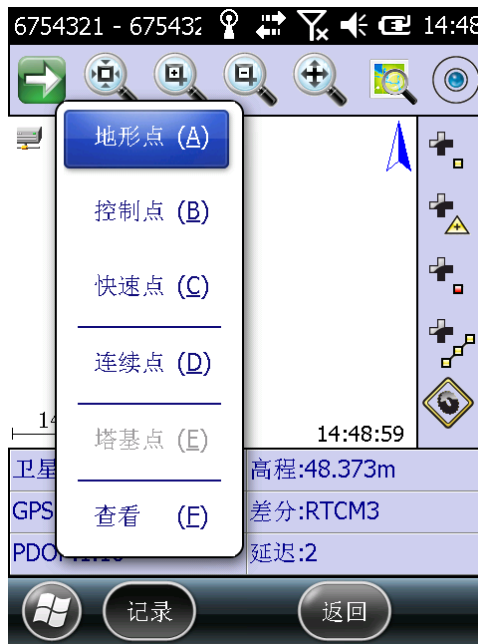 6754321 - 675432
14:48
地形点 (A)
控制点 (B)
快速点 (C)
连续点 (D)
塔基点 (E)
查看 (F)
14:48:59
高程:48.373m
GPS
差分:RTCM3
延迟:2
记录
返回